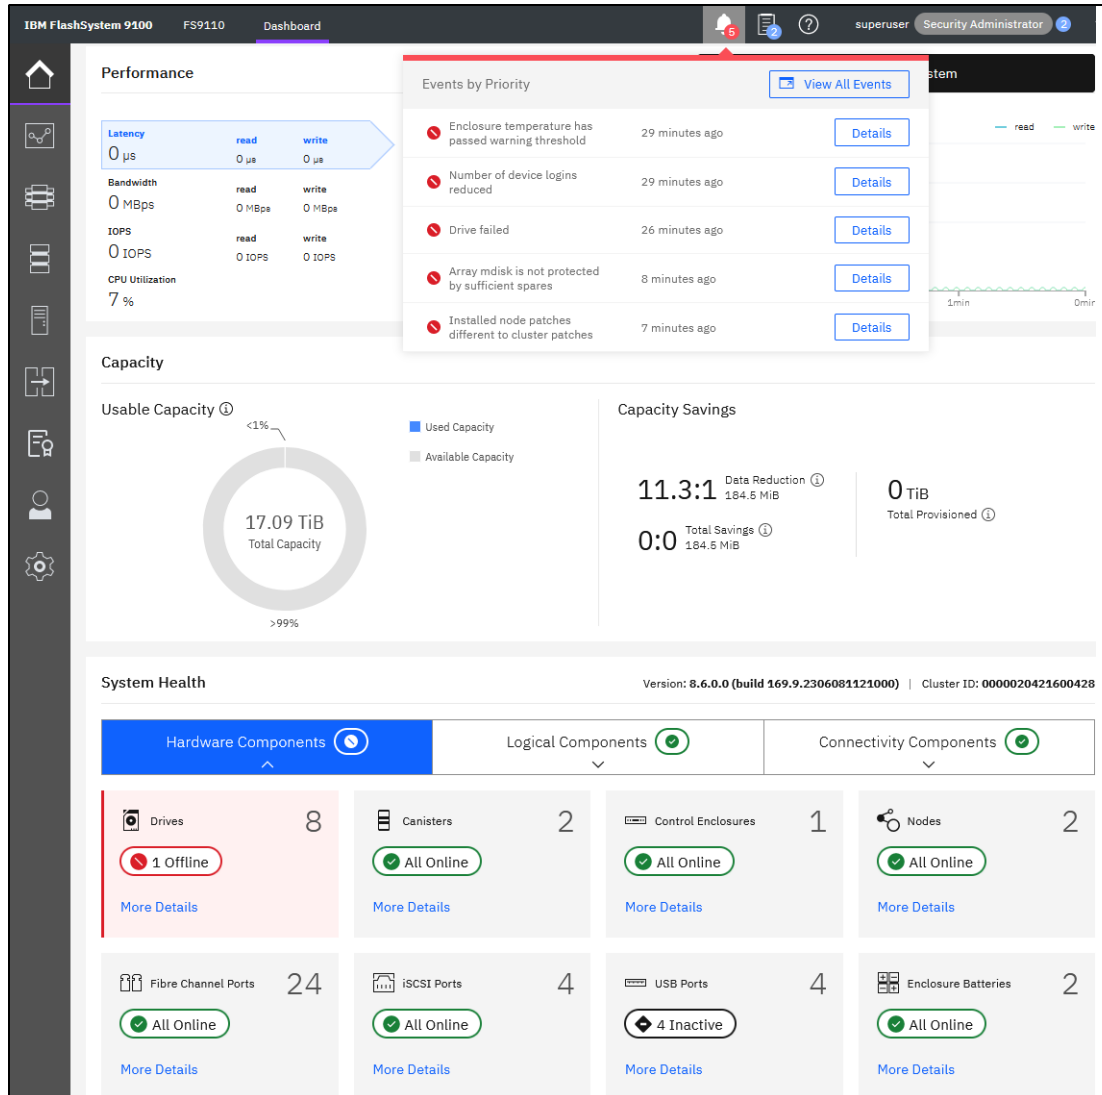 IBM FlashSystem 9100 FS9110 Dashboard 5 2 superuser Security Administrator 2
Performance
Latency read write
0 µs 0 µs 0 µs
Bandwidth read write
0 MBps 0 MBps 0 MBps
IOPS read write
0 IOPS 0 IOPS 0 IOPS
CPU Utilization
7 %
Events by Priority View All Events
Enclosure temperature has
passed warning threshold 29 minutes ago Details
Number of device logins
reduced 29 minutes ago Details
Drive failed 26 minutes ago Details
Array mdisk is not protected
by sufficient spares 8 minutes ago Details
Installed node patches
different to cluster patches 7 minutes ago Details
stem
read write
1min 0min
Capacity
Usable Capacity
<1%
17.09 TiB
Total Capacity
>99%
Used Capacity
Available Capacity
Capacity Savings
11.3:1 Data Reduction
184.5 MiB
0:0 Total Savings
184.5 MiB
0 TiB
Total Provisioned
System Health Version: 8.6.0.0 (build 169.9.2306081121000) | Cluster ID: 0000020421600428
Hardware Components Logical Components Connectivity Components
Drives 8
1 Offline
More Details
Canisters 2
All Online
More Details
Control Enclosures 1
All Online
More Details
Nodes 2
All Online
More Details
Fibre Channel Ports 24
All Online
More Details
iSCSI Ports 4
All Online
More Details
USB Ports 4
4 Inactive
More Details
Enclosure Batteries 2
All Online
More Details